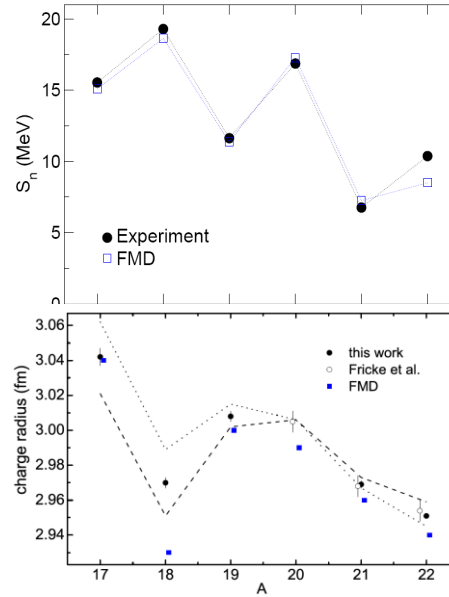 20
15
10
5
0
S_n (MeV)
Experiment
FMD
3.06
3.04
3.02
3.00
2.98
2.96
2.94
charge radius (fm)
this work
Fricke et al.
FMD
17 18 19 20 21 22
A